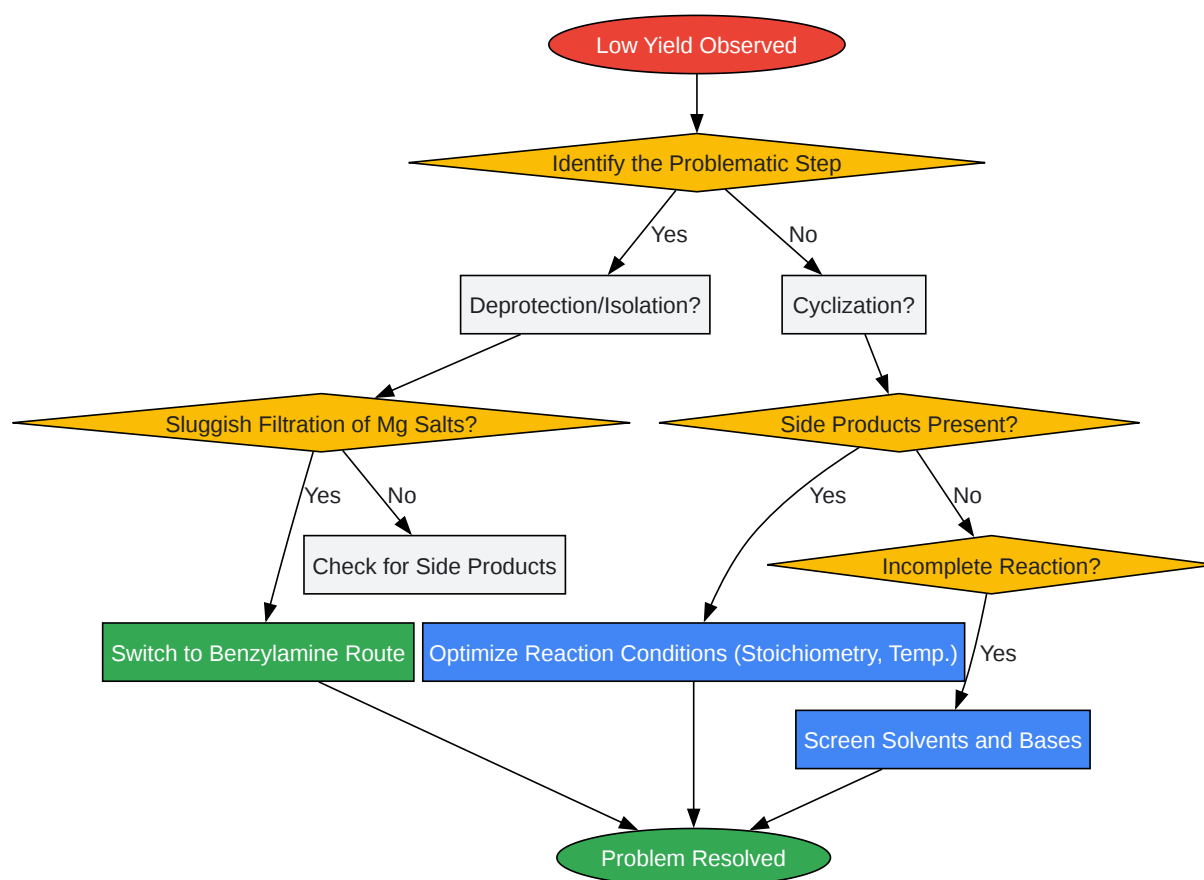 Low Yield Observed
Identify the Problematic Step
Yes
No
Deprotection/Isolation?
Cyclization?
Sluggish Filtration of Mg Salts?
Side Products Present?
Yes
No
Yes
No
Check for Side Products
Incomplete Reaction?
Switch to Benzylamine Route
Optimize Reaction Conditions (Stoichiometry, Temp.)
Yes
Screen Solvents and Bases
Problem Resolved